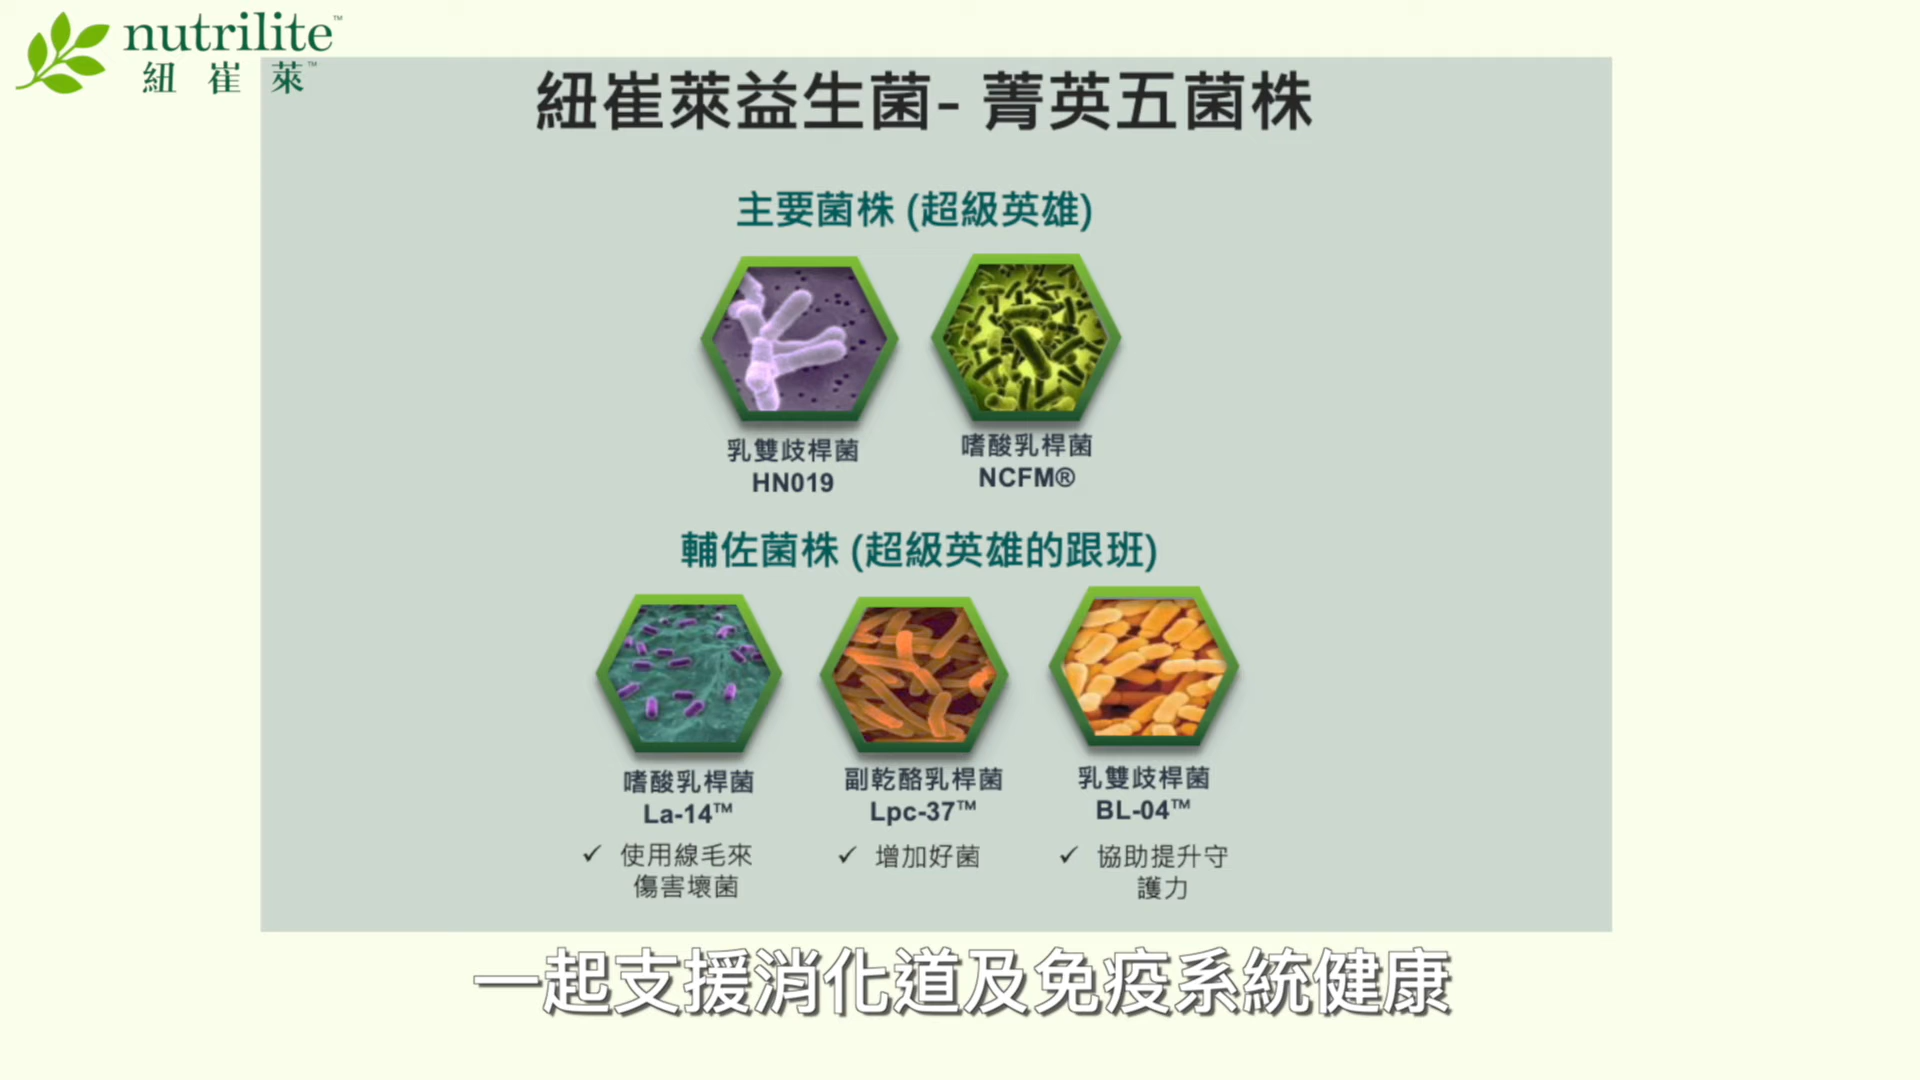 nutrilite™
紐崔萊™
紐崔萊益生菌- 菁英五菌株
主要菌株 (超級英雄)
乳雙歧桿菌
HN019
嗜酸乳桿菌
NCFM®
輔佐菌株 (超級英雄的跟班)
嗜酸乳桿菌
La-14™
✓ 使用線毛來
傷害壞菌
副乾酪乳桿菌
Lpc-37™
✓ 增加好菌
乳雙歧桿菌
BL-04™
✓ 協助提升守
護力
一起支援消化道及免疫系統健康